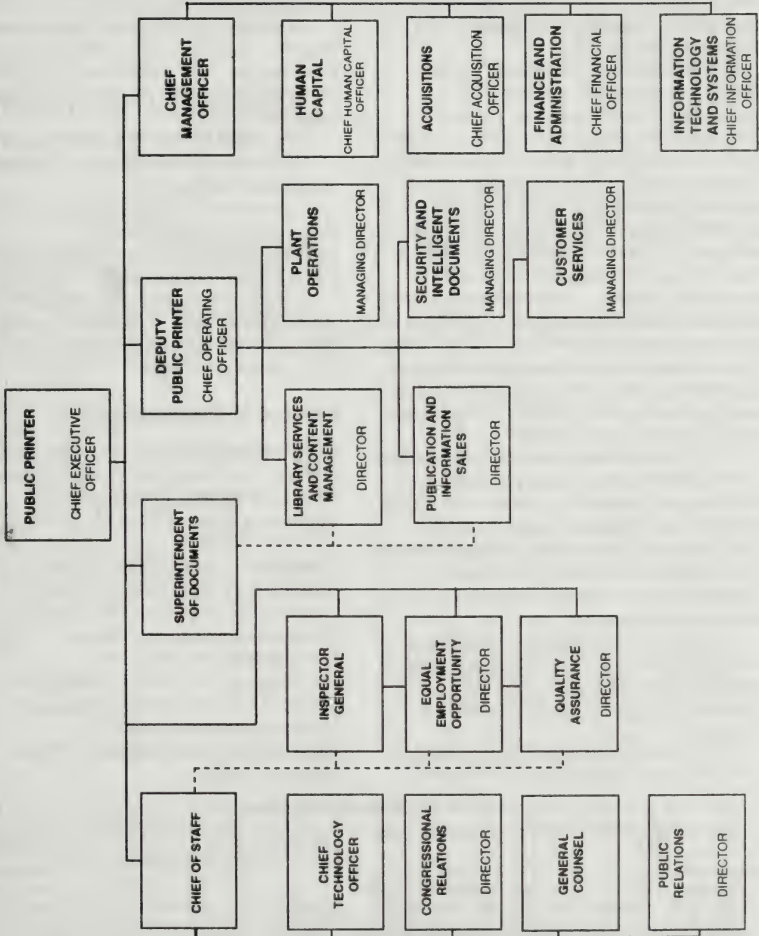 PUBLIC PRINTER
CHIEF EXECUTIVE
OFFICER
CHIEF OF STAFF
SUPERINTENDENT
OF DOCUMENTS
DEPUTY
PUBLIC PRINTER
CHIEF OPERATING
OFFICER
CHIEF
MANAGEMENT
OFFICER
CHIEF
TECHNOLOGY
OFFICER
CONGRESSIONAL
RELATIONS
DIRECTOR
GENERAL
COUNSEL
PUBLIC
RELATIONS
DIRECTOR
INSPECTOR
GENERAL
EQUAL
EMPLOYMENT
OPPORTUNITY
DIRECTOR
QUALITY
ASSURANCE
DIRECTOR
LIBRARY SERVICES
AND CONTENT
MANAGEMENT
DIRECTOR
PUBLICATION AND
INFORMATION
SALES
DIRECTOR
PLANT
OPERATIONS
MANAGING DIRECTOR
SECURITY AND
INTELLIGENT
DOCUMENTS
MANAGING DIRECTOR
CUSTOMER
SERVICES
MANAGING DIRECTOR
HUMAN
CAPITAL
CHIEF HUMAN CAPITAL
OFFICER
ACQUISITIONS
CHIEF ACQUISITION
OFFICER
FINANCE AND
ADMINISTRATION
CHIEF FINANCIAL
OFFICER
INFORMATION
TECHNOLOGY
AND SYSTEMS
CHIEF INFORMATION
OFFICER